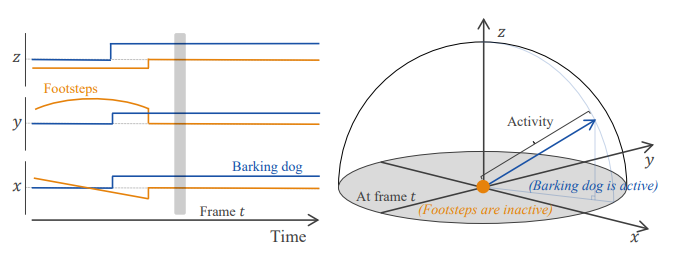 z
Footsteps
y
Barking dog
x
Frame t
Time
z
Activity
y
At frame t
(Barking dog is active)
(Footsteps are inactive)
x